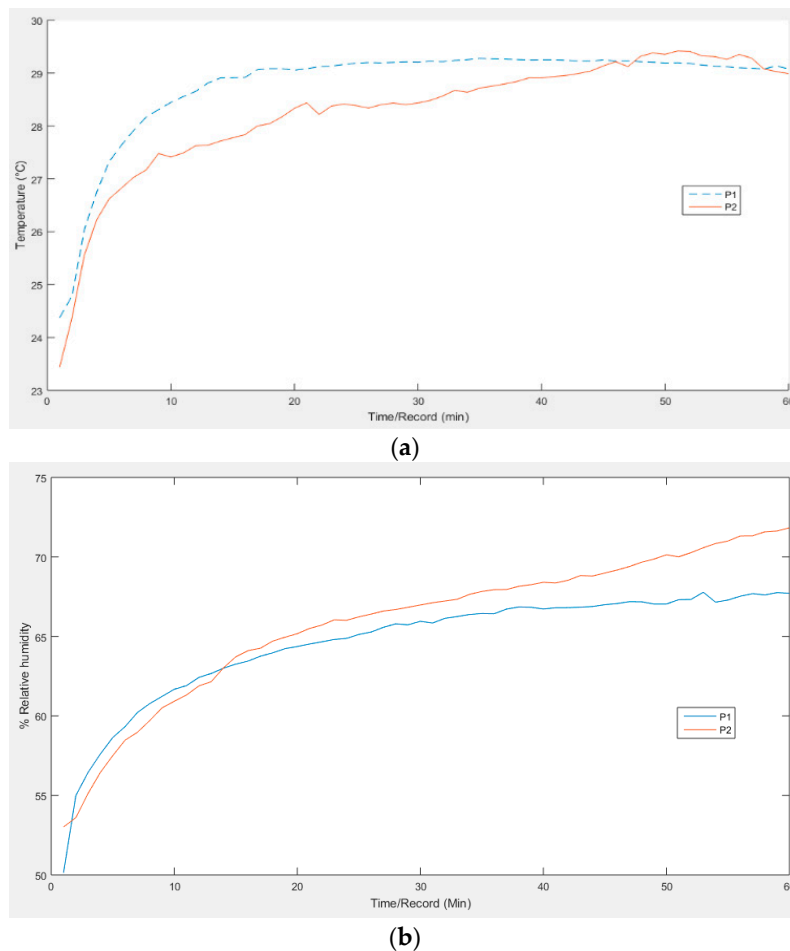 30
29
28
27
26
25
24
23
Temperature (°C)
P1
P2
0 10 20 30 40 50 60
Time/Record (min)
(a)
75
70
65
60
55
50
% Relative humidity
P1
P2
0 10 20 30 40 50 60
Time/Record (Min)
(b)